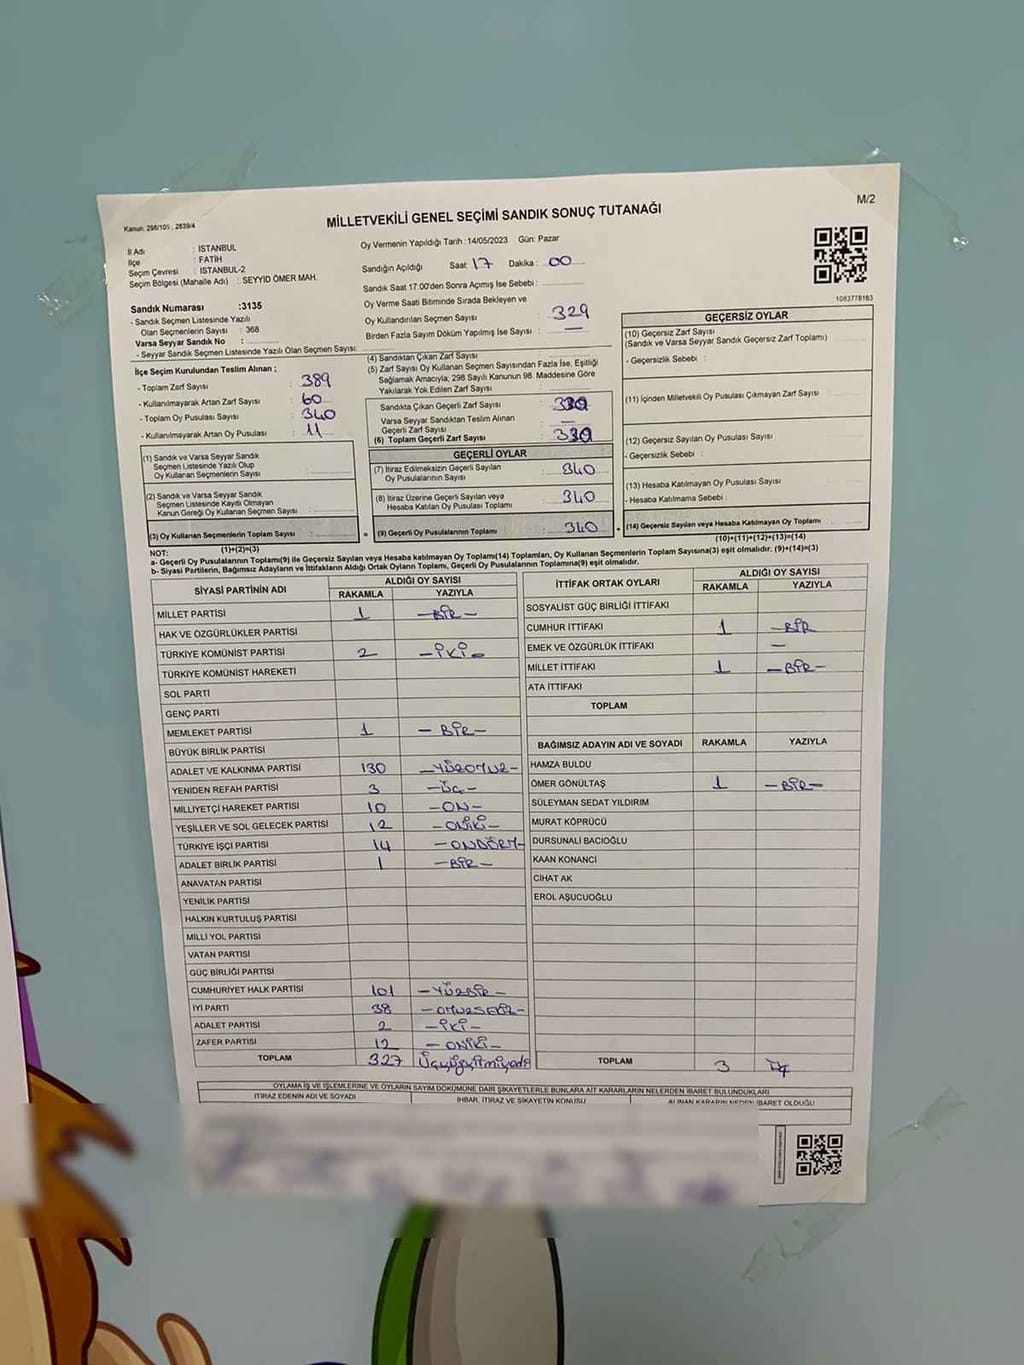 M/2
Kanun: 298/105 , 2839/4
MİLLETVEKİLİ GENEL SEÇİMİ SANDIK SONUÇ TUTANAĞI
İl Adı : İSTANBUL
İlçe : FATİH
Seçim Çevresi : İSTANBUL-2
Seçim Bölgesi (Mahalle Adı) : SEYYİD ÖMER MAH.
Oy Vermenin Yapıldığı Tarih :14/05/2023 Gün: Pazar
Sandığın Açıldığı Saat: 17 Dakika : 00
Sandık Saat 17:00'den Sonra Açılmış İse Sebebi :
Sandık Numarası :3135
- Sandık Seçmen Listesinde Yazılı
Olan Seçmenlerin Sayısı : 368
Varsa Seyyar Sandık No :
- Seyyar Sandık Seçmen Listesinde Yazılı Olan Seçmen Sayısı:
Oy Verme Saati Bitiminde Sırada Bekleyen ve
Oy Kullandırılan Seçmen Sayısı : 329
Birden Fazla Sayım Döküm Yapılmış İse Sayısı : —
1083778163
İlçe Seçim Kurulundan Teslim Alınan ;
- Toplam Zarf Sayısı : 389
- Kullanılmayarak Artan Zarf Sayısı : 60
- Toplam Oy Pusulası Sayısı : 340
- Kullanılmayarak Artan Oy Pusulası : 11
(4) Sandıktan Çıkan Zarf Sayısı :
(5) Zarf Sayısı Oy Kullanan Seçmen Sayısından Fazla İse, Eşitliği
Sağlamak Amacıyla, 298 Sayılı Kanunun 98. Maddesine Göre
Yakılarak Yok Edilen Zarf Sayısı :
Sandıkta Çıkan Geçerli Zarf Sayısı :
Varsa Seyyar Sandıktan Teslim Alınan
Geçerli Zarf Sayısı : —
(6) Toplam Geçerli Zarf Sayısı :
GEÇERSİZ OYLAR
(10) Geçersiz Zarf Sayısı
(Sandık ve Varsa Seyyar Sandık Geçersiz Zarf Toplamı) :
- Geçersizlik Sebebi :
(11) İçinden Milletvekili Oy Pusulası Çıkmayan Zarf Sayısı :
(12) Geçersiz Sayılan Oy Pusulası Sayısı :
- Geçersizlik Sebebi :
(13) Hesaba Katılmayan Oy Pusulası Sayısı :
- Hesaba Katılmama Sebebi :
(14) Geçersiz Sayılan veya Hesaba Katılmayan Oy Toplamı :
(10)+(11)+(12)+(13)=(14)
(1) Sandık ve Varsa Seyyar Sandık
Seçmen Listesinde Yazılı Olup
Oy Kullanan Seçmenlerin Sayısı :
(2) Sandık ve Varsa Seyyar Sandık
Seçmen Listesinde Kayıtlı Olmayan
Kanun Gereği Oy Kullanan Seçmen Sayısı :
(3) Oy Kullanan Seçmenlerin Toplam Sayısı :
(1)+(2)=(3)
GEÇERLİ OYLAR
(7) İtiraz Edilmeksizin Geçerli Sayılan
Oy Pusulalarının Sayısı : 340
(8) İtiraz Üzerine Geçerli Sayılan veya
Hesaba Katılan Oy Pusulası Toplamı : 340
= (9) Geçerli Oy Pusulalarının Toplamı : 340 +
NOT:
a- Geçerli Oy Pusulalarının Toplamı(9) ile Geçersiz Sayılan veya Hesaba katılmayan Oy Toplamı(14) Toplamları, Oy Kullanan Seçmenlerin Toplam Sayısına(3) eşit olmalıdır. (9)+(14)=(3)
b- Siyasi Partilerin, Bağımsız Adayların ve İttifakların Aldığı Ortak Oyların Toplamı, Geçerli Oy Pusulalarının Toplamına(9) eşit olmalıdır.
SİYASİ PARTİNİN ADI ALDIĞI OY SAYISI RAKAMLA YAZIYLA
MİLLET PARTİSİ 1 -BİR-
HAK VE ÖZGÜRLÜKLER PARTİSİ
TÜRKİYE KOMÜNİST PARTİSİ 2 -İKİ-
TÜRKİYE KOMÜNİST HAREKETİ
SOL PARTİ
GENÇ PARTİ
MEMLEKET PARTİSİ 1 -BİR-
BÜYÜK BİRLİK PARTİSİ
ADALET VE KALKINMA PARTİSİ 130 -YÜZOTUZ-
YENİDEN REFAH PARTİSİ 3 -ÜÇ-
MİLLİYETÇİ HAREKET PARTİSİ 10 -ON-
YEŞİLLER VE SOL GELECEK PARTİSİ 12 -ONİKİ-
TÜRKİYE İŞÇİ PARTİSİ 14 -ONDÖRT-
ADALET BİRLİK PARTİSİ 1 -BİR-
ANAVATAN PARTİSİ
YENİLİK PARTİSİ
HALKIN KURTULUŞ PARTİSİ
MİLLİ YOL PARTİSİ
VATAN PARTİSİ
GÜÇ BİRLİĞİ PARTİSİ
CUMHURİYET HALK PARTİSİ 101 -YÜZBİR-
İYİ PARTİ 38 -OTUZSEKİZ-
ADALET PARTİSİ 2 -İKİ-
ZAFER PARTİSİ 12 -ONİKİ-
TOPLAM 327 Üçyüzyirmiyedi
İTTİFAK ORTAK OYLARI ALDIĞI OY SAYISI RAKAMLA YAZIYLA
SOSYALİST GÜÇ BİRLİĞİ İTTİFAKI
CUMHUR İTTİFAKI 1 -BİR
EMEK VE ÖZGÜRLÜK İTTİFAKI —
MİLLET İTTİFAKI 1 -BİR-
ATA İTTİFAKI
TOPLAM
BAĞIMSIZ ADAYIN ADI VE SOYADI RAKAMLA YAZIYLA
HAMZA BULDU
ÖMER GÖNÜLTAŞ 1 -BİR-
SÜLEYMAN SEDAT YILDIRIM
MURAT KÖPRÜCÜ
DURSUNALİ BACIOĞLU
KAAN KONANCI
CİHAT AK
EROL AŞUCUOĞLU
TOPLAM 3
OYLAMA İŞ VE İŞLEMLERİNE VE OYLARIN SAYIM DÖKÜMÜNE DAİR ŞİKAYETLERLE BUNLARA AİT KARARLARIN NELERDEN İBARET BULUNDUKLARI
İTİRAZ EDENİN ADI VE SOYADI İHBAR, İTİRAZ VE ŞİKAYETİN KONUSU ALINAN KARARIN NEDEN İBARET OLDUĞU